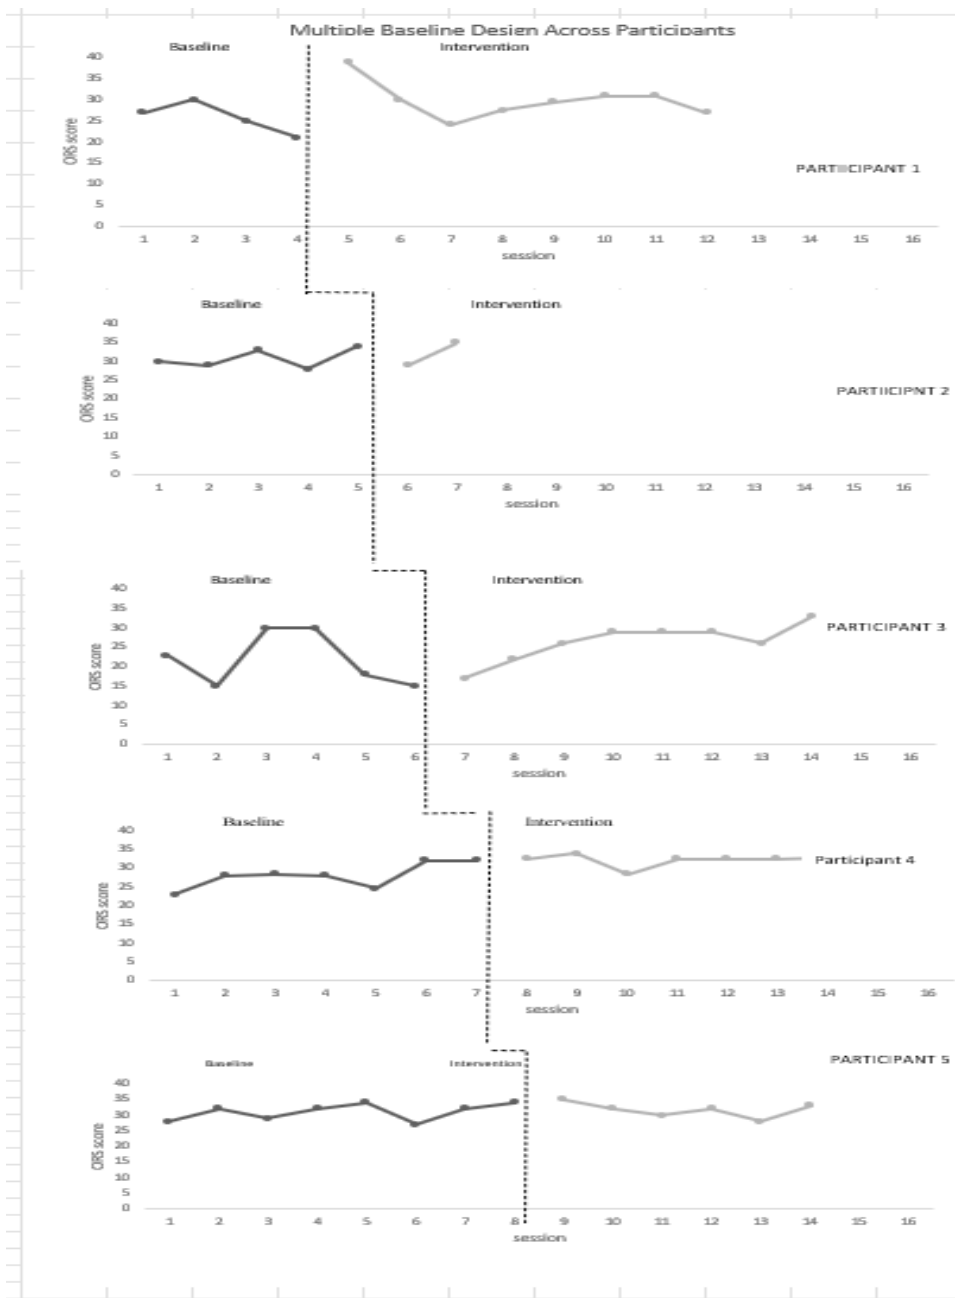 Multiple Baseline Design Across Participants
Baseline Intervention
40
35
30
25
20
15
10
5
0
ORS score
PARTIICIPANT 1
1 2 3 4 5 6 7 8 9 10 11 12 13 14 15 16
session
Baseline Intervention
40
35
30
25
20
15
10
5
0
ORS score
PARTIICIPNT 2
1 2 3 4 5 6 7 8 9 10 11 12 13 14 15 16
session
Baseline Intervention
40
35
30
25
20
15
10
5
0
ORS score
PARTICIPANT 3
1 2 3 4 5 6 7 8 9 10 11 12 13 14 15 16
session
Baseline Intervention
40
35
30
25
20
15
10
5
0
ORS score
Participant 4
1 2 3 4 5 6 7 8 9 10 11 12 13 14 15 16
session
PARTICIPANT 5
Baseline Intervention
40
35
30
25
20
15
10
5
0
ORS score
1 2 3 4 5 6 7 8 9 10 11 12 13 14 15 16
session